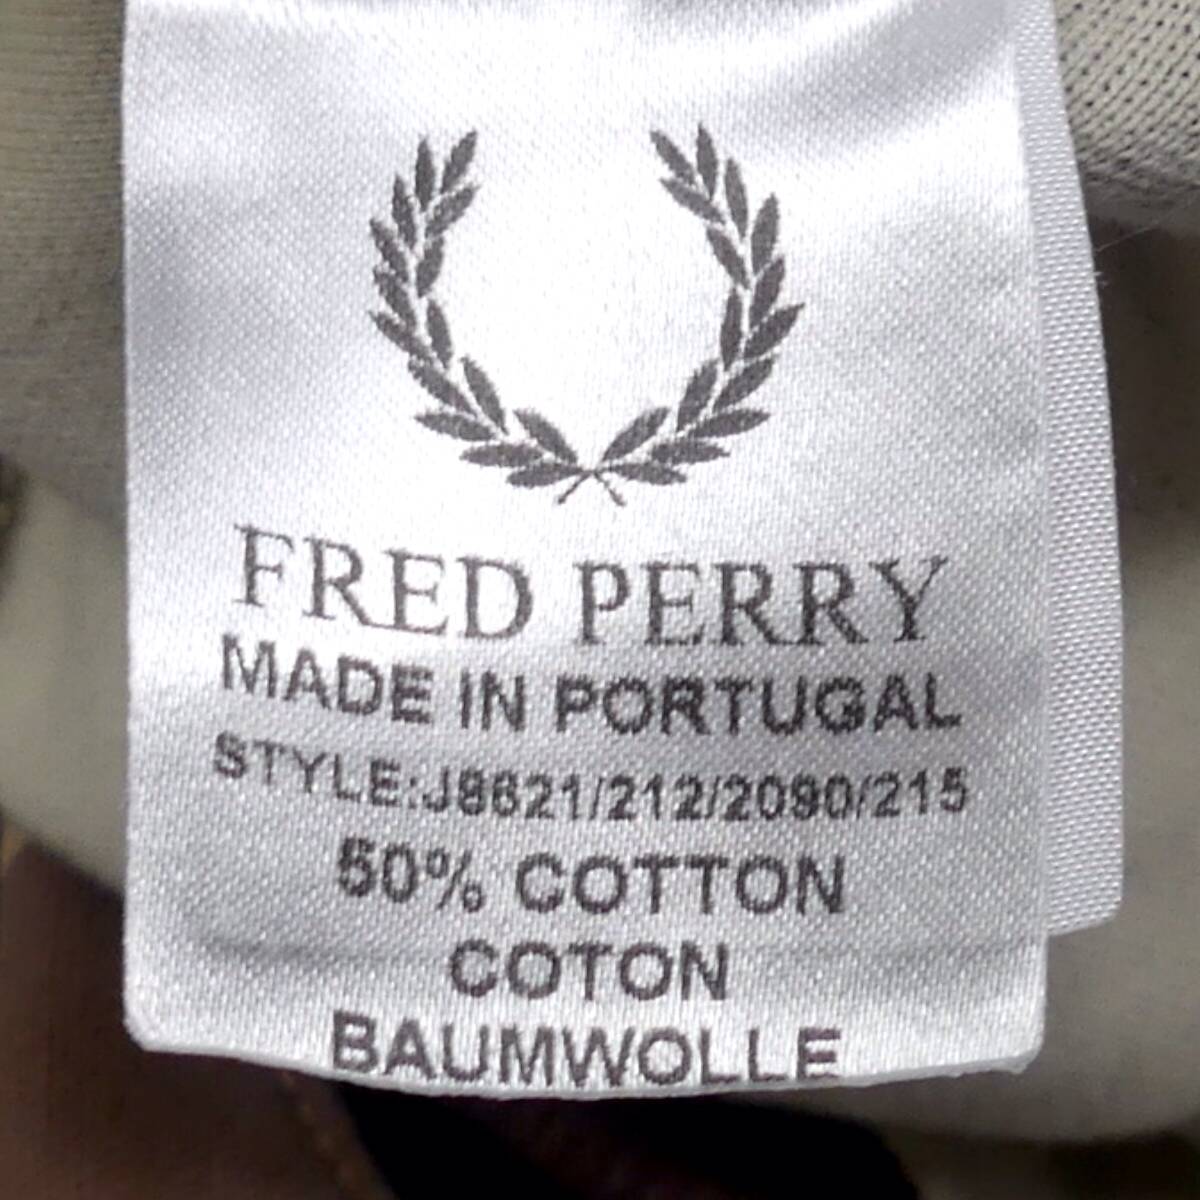 FRED PERRY
MADE IN PORTUGAL
STYLE:J8621/212/2090/215
50% COTTON
COTON
BAUMWOLLE